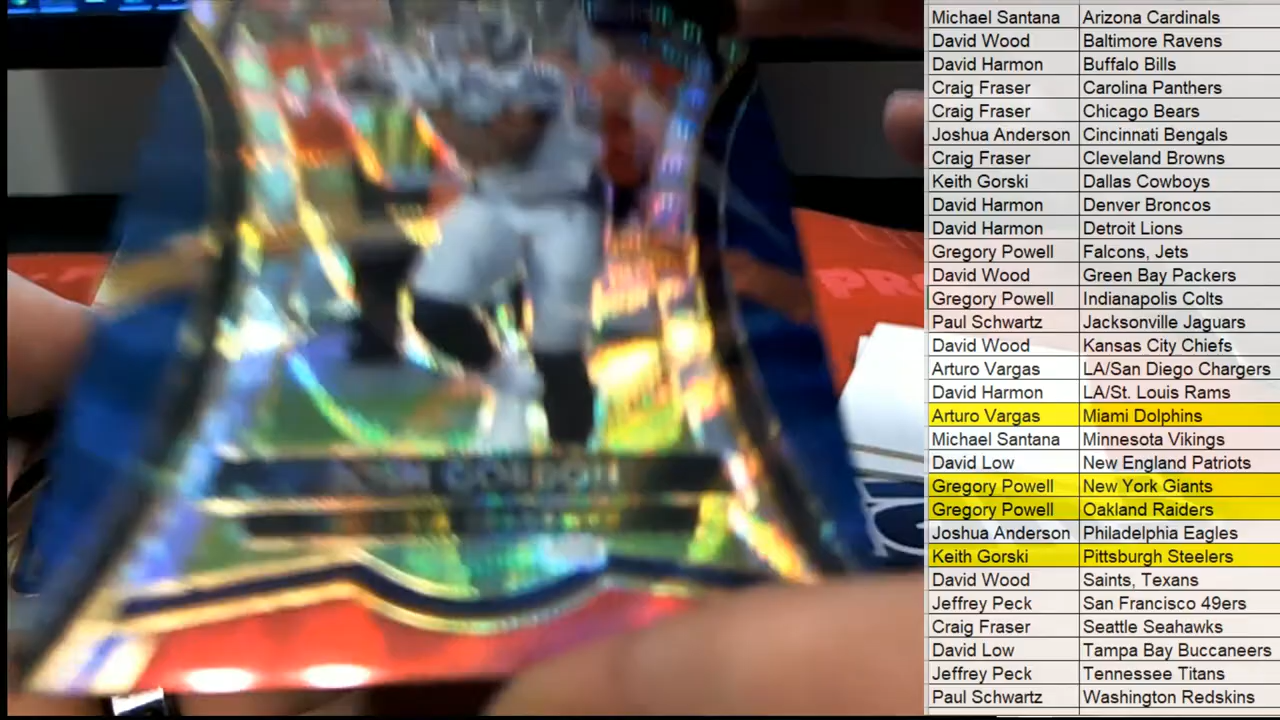 Michael Santana Arizona Cardinals
David Wood Baltimore Ravens
David Harmon Buffalo Bills
Craig Fraser Carolina Panthers
Craig Fraser Chicago Bears
Joshua Anderson Cincinnati Bengals
Craig Fraser Cleveland Browns
Keith Gorski Dallas Cowboys
David Harmon Denver Broncos
David Harmon Detroit Lions
Gregory Powell Falcons, Jets
David Wood Green Bay Packers
Gregory Powell Indianapolis Colts
Paul Schwartz Jacksonville Jaguars
David Wood Kansas City Chiefs
Arturo Vargas LA/San Diego Chargers
David Harmon LA/St. Louis Rams
Arturo Vargas Miami Dolphins
Michael Santana Minnesota Vikings
David Low New England Patriots
Gregory Powell New York Giants
Gregory Powell Oakland Raiders
Joshua Anderson Philadelphia Eagles
Keith Gorski Pittsburgh Steelers
David Wood Saints, Texans
Jeffrey Peck San Francisco 49ers
Craig Fraser Seattle Seahawks
David Low Tampa Bay Buccaneers
Jeffrey Peck Tennessee Titans
Paul Schwartz Washington Redskins
GORDON